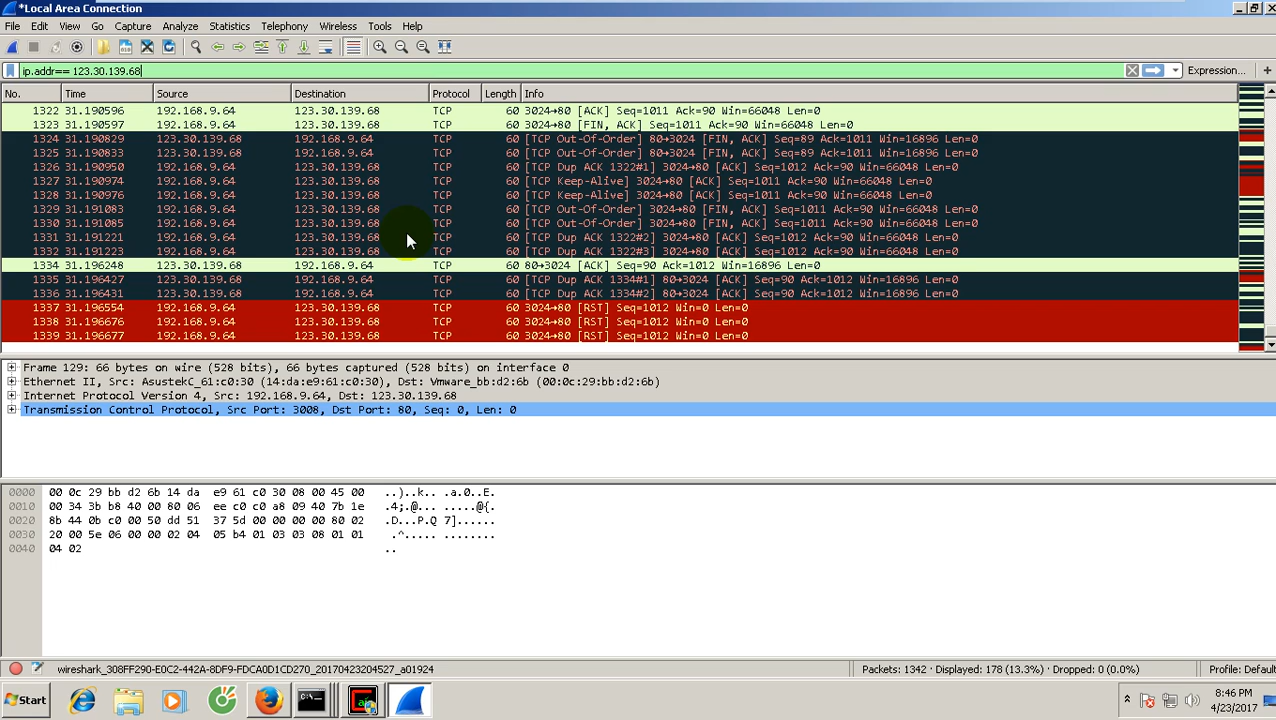 *Local Area Connection
File Edit View Go Capture Analyze Statistics Telephony Wireless Tools Help
ip.addr== 123.30.139.68
Expression... +
No. Time Source Destination Protocol Length Info
1322 31.190596 192.168.9.64 123.30.139.68 TCP 60 3024→80 [ACK] Seq=1011 Ack=90 Win=66048 Len=0
1323 31.190597 192.168.9.64 123.30.139.68 TCP 60 3024→80 [FIN, ACK] Seq=1011 Ack=90 Win=66048 Len=0
1324 31.190829 123.30.139.68 192.168.9.64 TCP 60 [TCP Out-Of-Order] 80→3024 [FIN, ACK] Seq=89 Ack=1011 Win=16896 Len=0
1325 31.190833 123.30.139.68 192.168.9.64 TCP 60 [TCP Out-Of-Order] 80→3024 [FIN, ACK] Seq=89 Ack=1011 Win=16896 Len=0
1326 31.190950 192.168.9.64 123.30.139.68 TCP 60 [TCP Dup ACK 1322#1] 3024→80 [ACK] Seq=1012 Ack=90 Win=66048 Len=0
1327 31.190974 192.168.9.64 123.30.139.68 TCP 60 [TCP Keep-Alive] 3024→80 [ACK] Seq=1011 Ack=90 Win=66048 Len=0
1328 31.190976 192.168.9.64 123.30.139.68 TCP 60 [TCP Keep-Alive] 3024→80 [ACK] Seq=1011 Ack=90 Win=66048 Len=0
1329 31.191083 192.168.9.64 123.30.139.68 TCP 60 [TCP Out-Of-Order] 3024→80 [FIN, ACK] Seq=1011 Ack=90 Win=66048 Len=0
1330 31.191085 192.168.9.64 123.30.139.68 TCP 60 [TCP Out-Of-Order] 3024→80 [FIN, ACK] Seq=1011 Ack=90 Win=66048 Len=0
1331 31.191221 192.168.9.64 123.30.139.68 TCP 60 [TCP Dup ACK 1322#2] 3024→80 [ACK] Seq=1012 Ack=90 Win=66048 Len=0
1332 31.191223 192.168.9.64 123.30.139.68 TCP 60 [TCP Dup ACK 1322#3] 3024→80 [ACK] Seq=1012 Ack=90 Win=66048 Len=0
1334 31.196248 123.30.139.68 192.168.9.64 TCP 60 80→3024 [ACK] Seq=90 Ack=1012 Win=16896 Len=0
1335 31.196427 123.30.139.68 192.168.9.64 TCP 60 [TCP Dup ACK 1334#1] 80→3024 [ACK] Seq=90 Ack=1012 Win=16896 Len=0
1336 31.196431 123.30.139.68 192.168.9.64 TCP 60 [TCP Dup ACK 1334#2] 80→3024 [ACK] Seq=90 Ack=1012 Win=16896 Len=0
1337 31.196554 192.168.9.64 123.30.139.68 TCP 60 3024→80 [RST] Seq=1012 Win=0 Len=0
1338 31.196676 192.168.9.64 123.30.139.68 TCP 60 3024→80 [RST] Seq=1012 Win=0 Len=0
1339 31.196677 192.168.9.64 123.30.139.68 TCP 60 3024→80 [RST] Seq=1012 Win=0 Len=0
Frame 129: 66 bytes on wire (528 bits), 66 bytes captured (528 bits) on interface 0
Ethernet II, Src: AsustekC_61:c0:30 (14:da:e9:61:c0:30), Dst: Vmware_bb:d2:6b (00:0c:29:bb:d2:6b)
Internet Protocol Version 4, Src: 192.168.9.64, Dst: 123.30.139.68
Transmission Control Protocol, Src Port: 3008, Dst Port: 80, Seq: 0, Len: 0
0000 00 0c 29 bb d2 6b 14 da e9 61 c0 30 08 00 45 00 ..)..k.. .a.0..E.
0010 00 34 3b b8 40 00 80 06 ee c0 c0 a8 09 40 7b 1e .4;.@... .....@{.
0020 8b 44 0b c0 00 50 dd 51 37 5d 00 00 00 00 80 02 .D...P.Q 7]......
0030 20 00 5e 06 00 00 02 04 05 b4 01 03 03 08 01 01 .^..... ........
0040 04 02 ..
wireshark_308FF290-E0C2-442A-8DF9-FDCA0D1CD270_20170423204527_a01924
Packets: 1342 · Displayed: 178 (13.3%) · Dropped: 0 (0.0%)
Profile: Default
Start
8:46 PM
4/23/2017